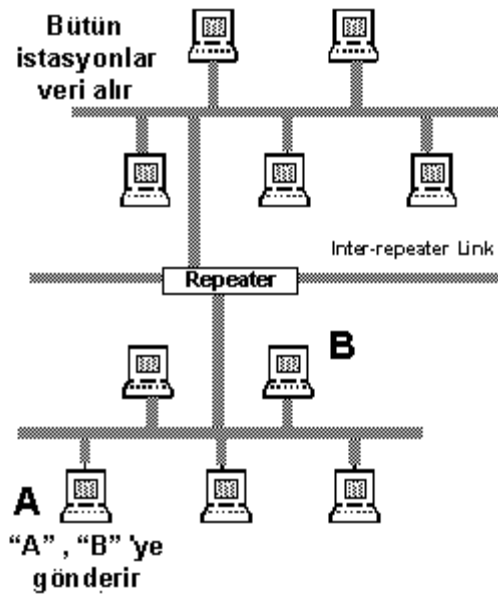 Bütün
istasyonlar
veri alır
Inter-repeater Link
Repeater
B
A
“A” , “B” 'ye
gönderir